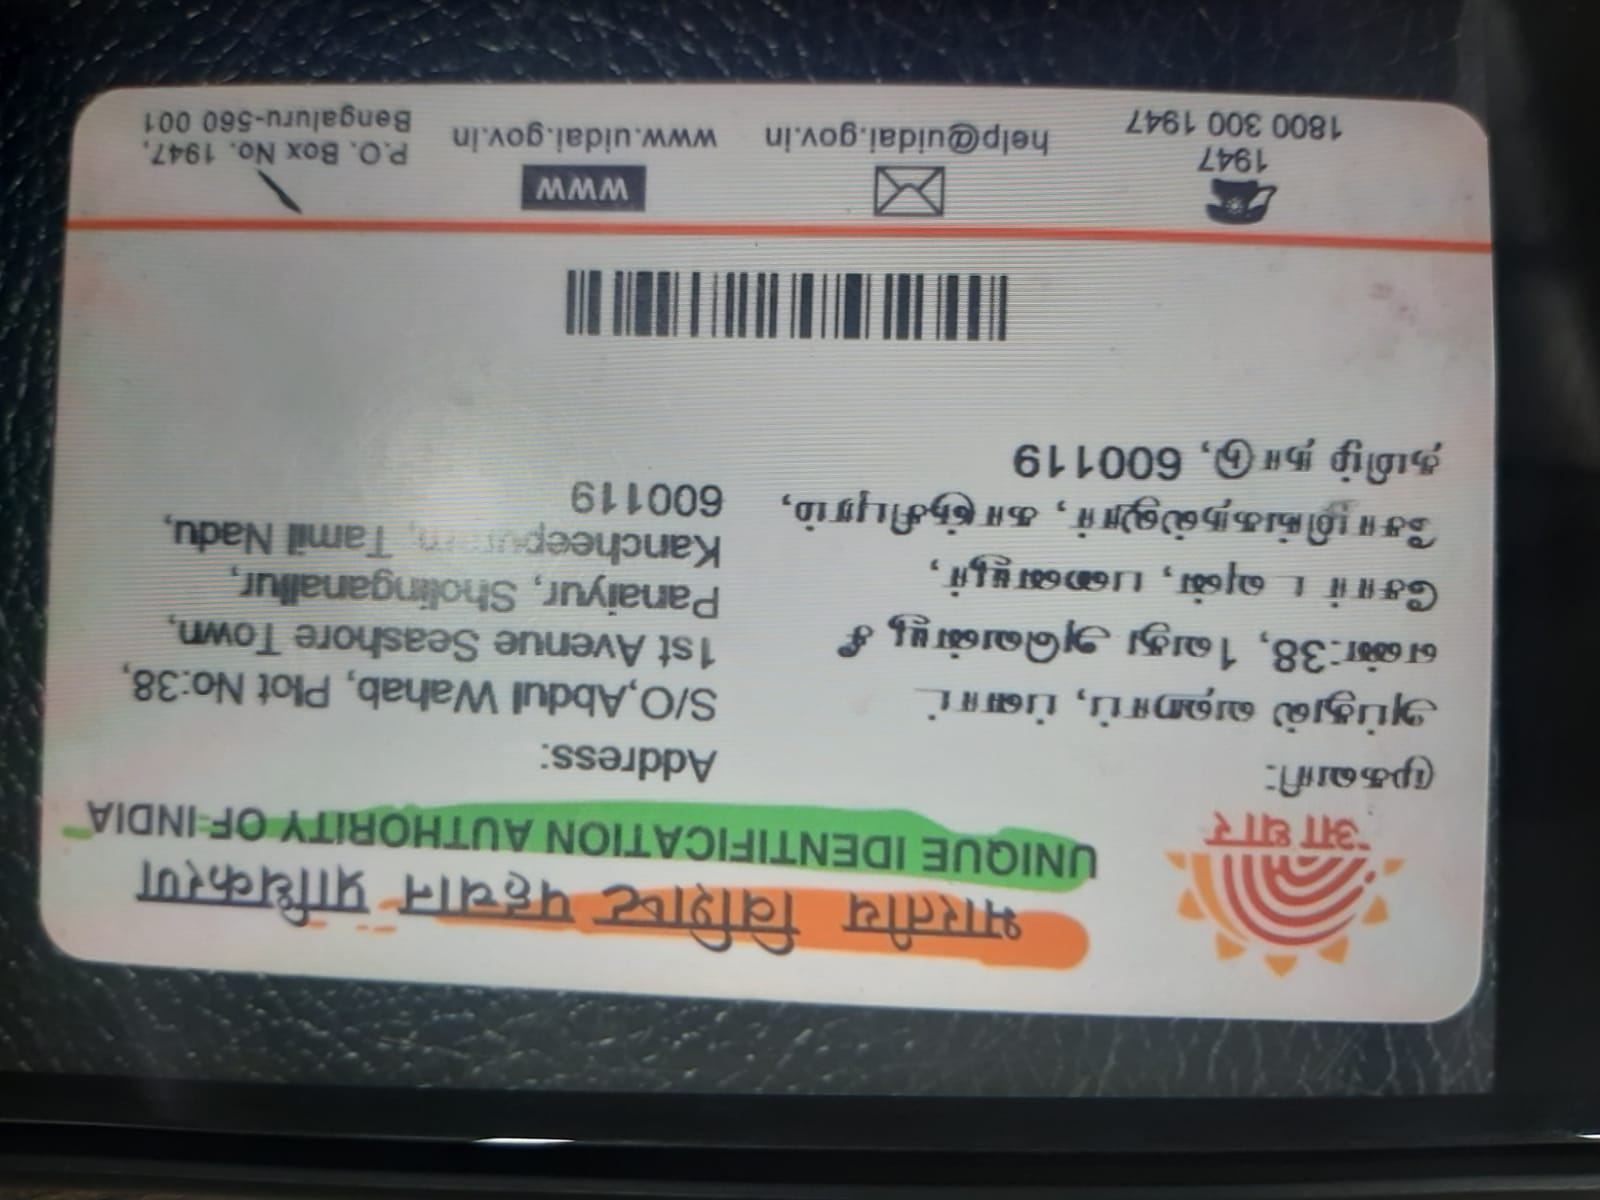 भारतीय विशिष्ट पहचान प्राधिकरण
UNIQUE IDENTIFICATION AUTHORITY OF INDIA
आधार
முகவரி:
அப்துல் வஹாப், ப்ளாட்
எண்:38, 1வது அவென்யூ சீ
ஷோர் டவுன், பனையூர்,
சோழிங்கநல்லூர், காஞ்சிபுரம்,
தமிழ் நாடு, 600119
Address:
S/O,Abdul Wahab, Plot No:38,
1st Avenue Seashore Town,
Panaiyur, Sholinganallur,
Kancheepuram, Tamil Nadu,
600119
1947
1800 300 1947
help@uidai.gov.in
WWW
www.uidai.gov.in
P.O. Box No. 1947,
Bengaluru-560 001